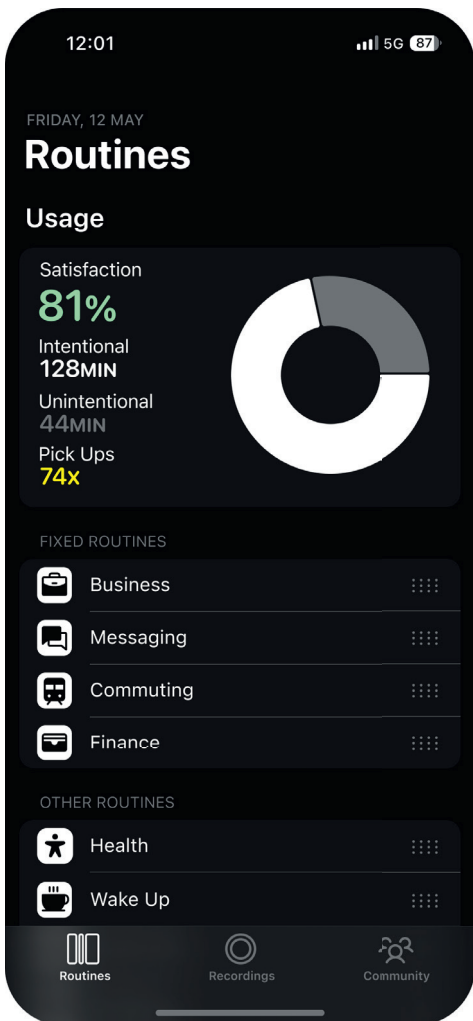 12:01 5G 87
FRIDAY, 12 MAY
Routines
Usage
Satisfaction
81%
Intentional
128MIN
Unintentional
44MIN
Pick Ups
74x
FIXED ROUTINES
Business
Messaging
Commuting
Finance
OTHER ROUTINES
Health
Wake Up
Routines Recordings Community